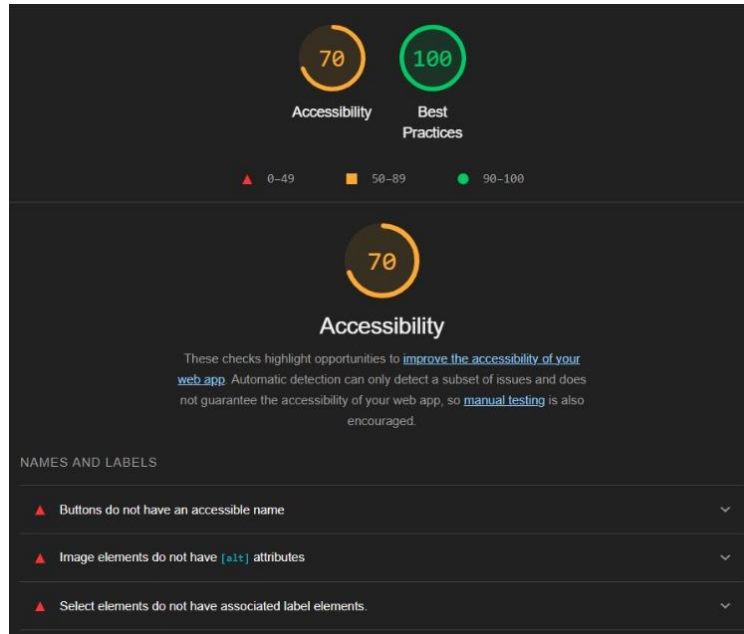 70
100
Accessibility
Best
Practices
0–49
50–89
90–100
70
Accessibility
These checks highlight opportunities to improve the accessibility of your
web app. Automatic detection can only detect a subset of issues and does
not guarantee the accessibility of your web app, so manual testing is also
encouraged.
NAMES AND LABELS
Buttons do not have an accessible name
Image elements do not have [alt] attributes
Select elements do not have associated label elements.